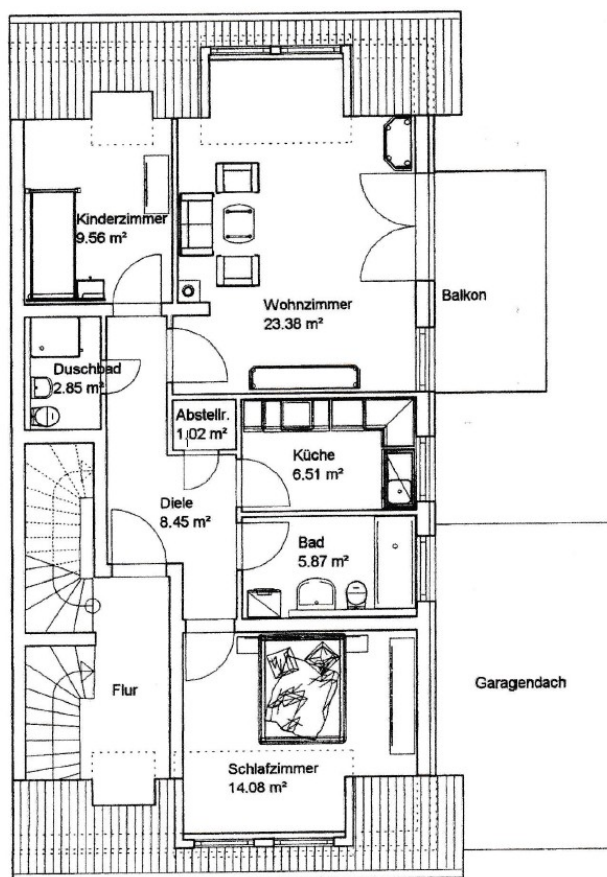 Kinderzimmer
9.56 m²
Wohnzimmer
23.38 m²
Balkon
Duschbad
2.85 m²
Abstellr.
1.02 m²
Küche
6.51 m²
Diele
8.45 m²
Bad
5.87 m²
Flur
Garagendach
Schlafzimmer
14.08 m²